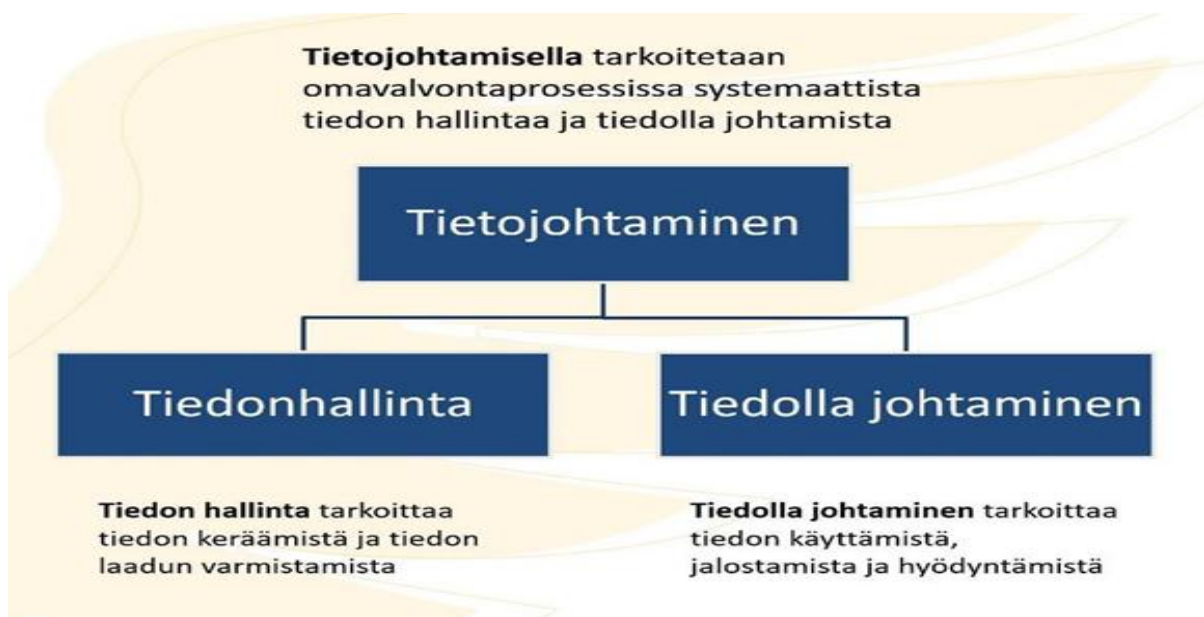 Tietojohtamisella tarkoitetaan
omavalvontaprosessissa systemaattista
tiedon hallintaa ja tiedolla johtamista
Tietojohtaminen
Tiedonhallinta
Tiedolla johtaminen
Tiedon hallinta tarkoittaa
tiedon keräämistä ja tiedon
laadun varmistamista
Tiedolla johtaminen tarkoittaa
tiedon käyttämistä,
jalostamista ja hyödyntämistä